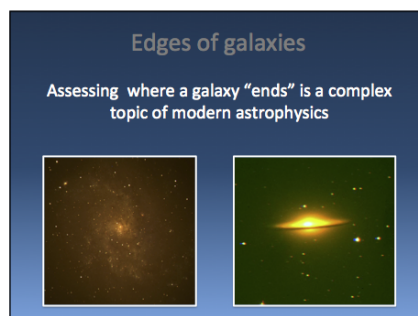 Edges of galaxies
Assessing where a galaxy “ends” is a complex
topic of modern astrophysics